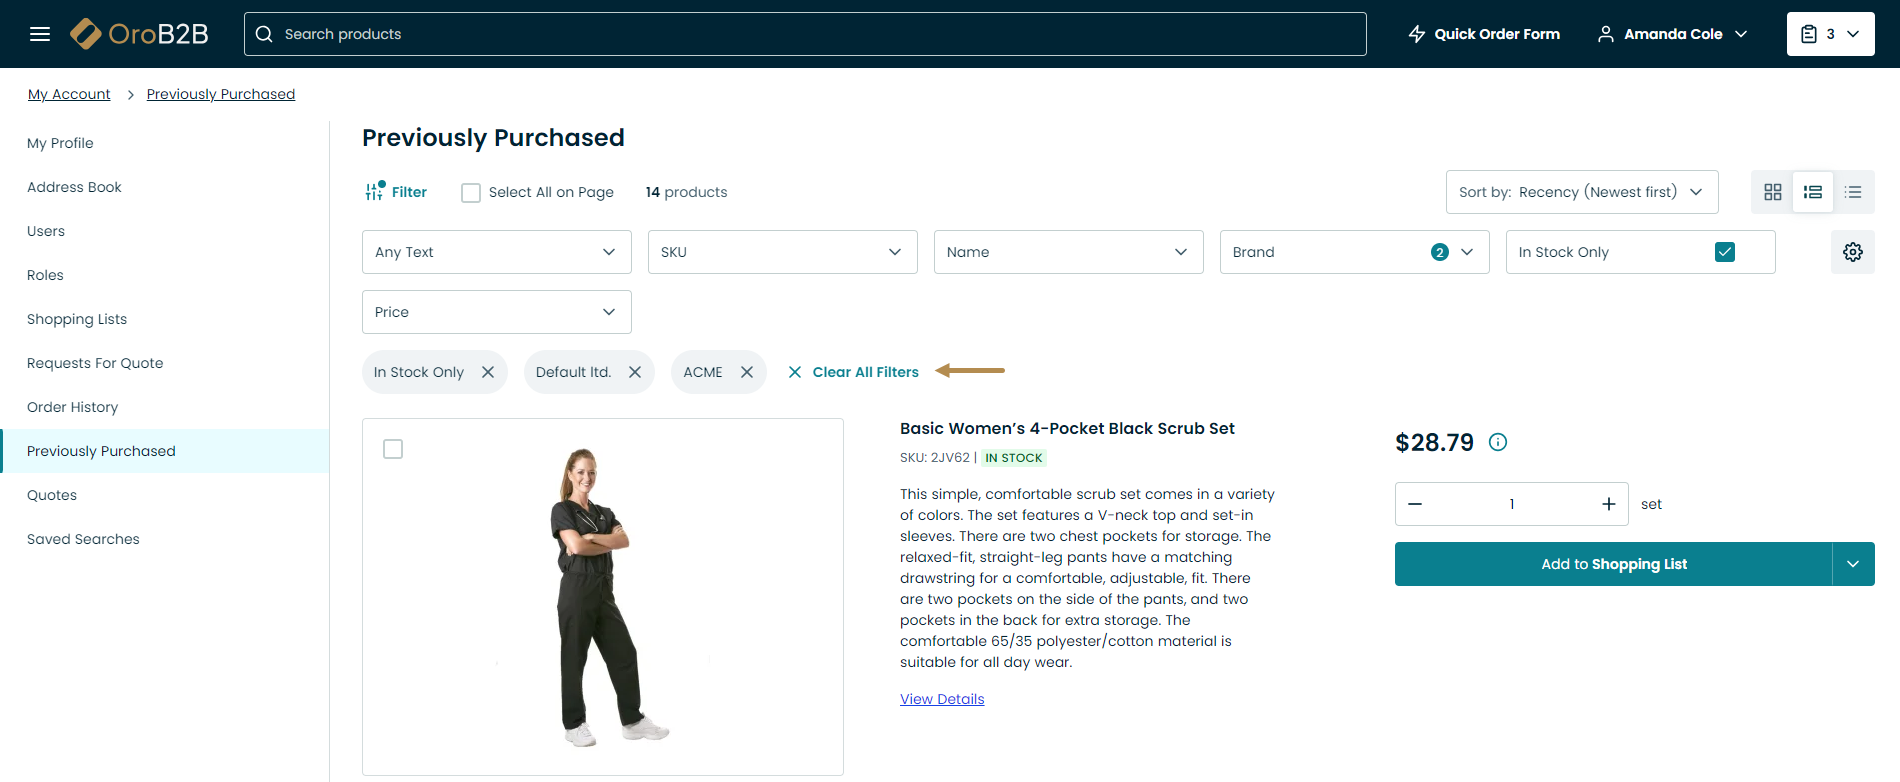 OroB2B
Search products
Quick Order Form
Amanda Cole
3
My Account
Previously Purchased
My Profile
Address Book
Users
Roles
Shopping Lists
Requests For Quote
Order History
Previously Purchased
Quotes
Saved Searches
Previously Purchased
Filter
Select All on Page
14 products
Sort by: Recency (Newest first)
Any Text
SKU
Name
Brand
2
In Stock Only
Price
In Stock Only
Default ltd.
ACME
Clear All Filters
Basic Women’s 4-Pocket Black Scrub Set
SKU: 2JV62 | IN STOCK
This simple, comfortable scrub set comes in a variety
of colors. The set features a V-neck top and set-in
sleeves. There are two chest pockets for storage. The
relaxed-fit, straight-leg pants have a matching
drawstring for a comfortable, adjustable, fit. There
are two pockets on the side of the pants, and two
pockets in the back for extra storage. The
comfortable 65/35 polyester/cotton material is
suitable for all day wear.
View Details
$28.79
1
set
Add to Shopping List